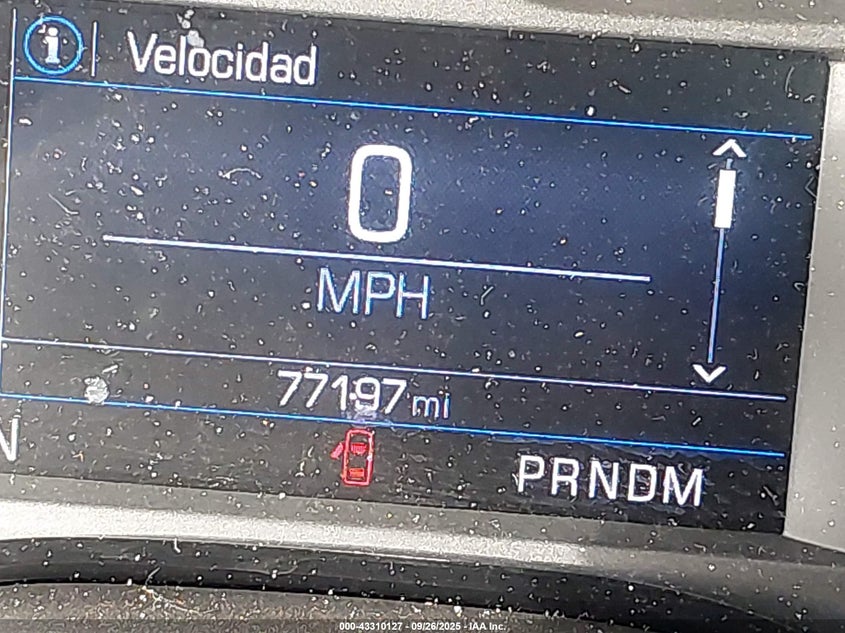 i Velocidad
0
MPH
77197 mi
N
PRNDM
000-43310127 - 09/26/2025 - IAA Inc.